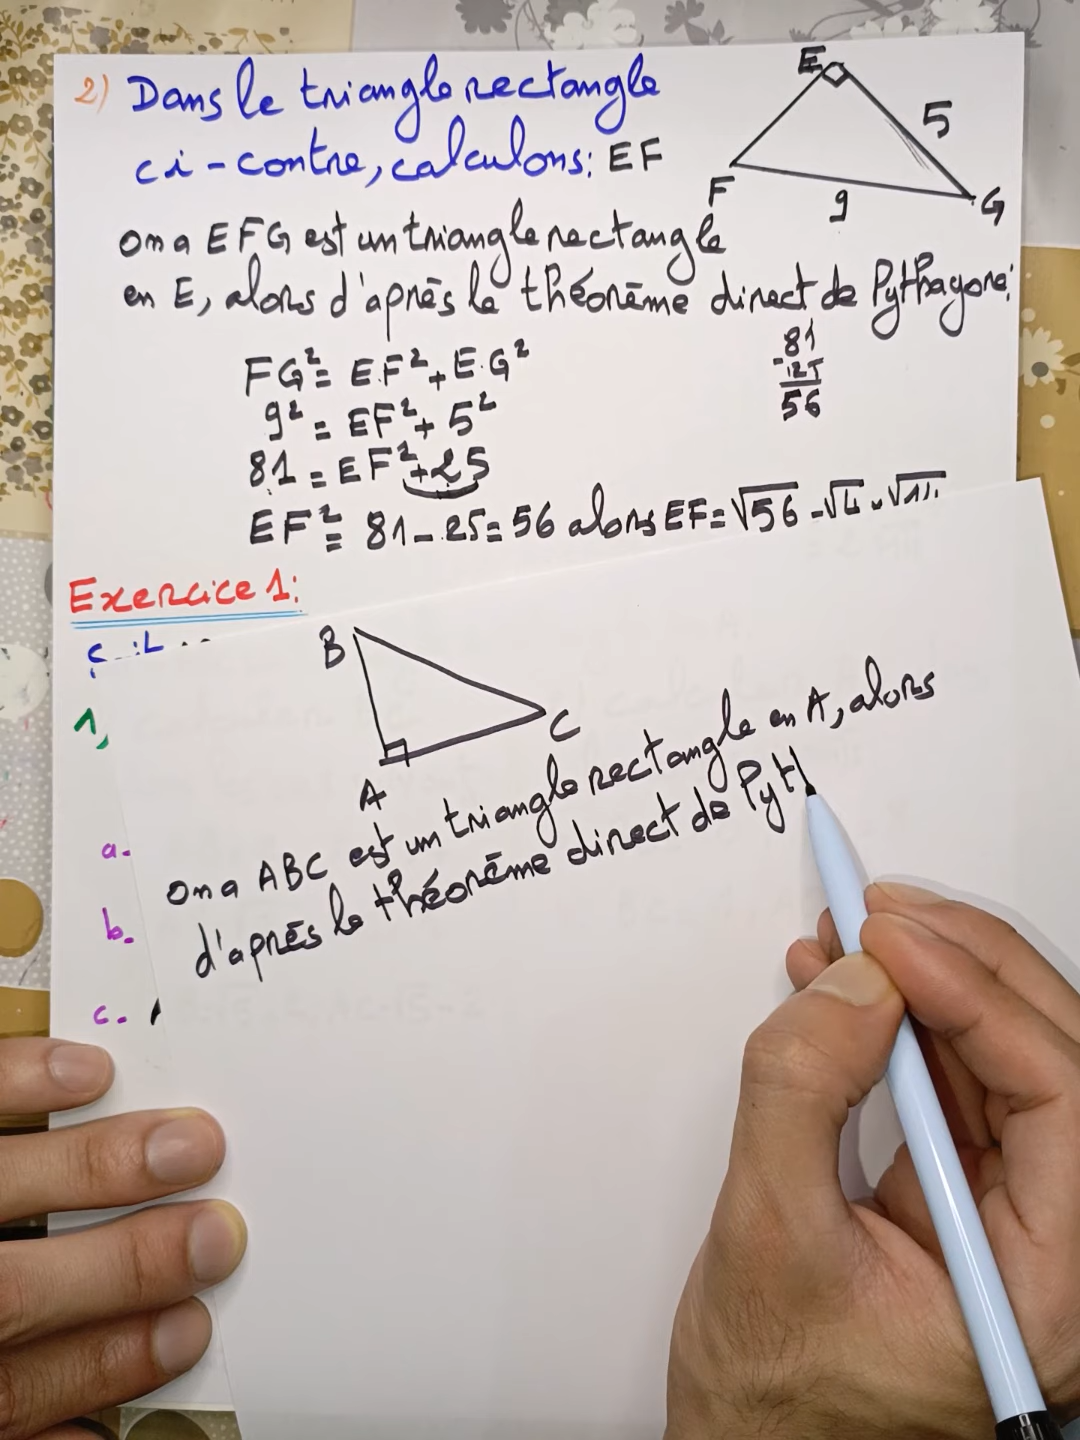 2) Dans le triangle rectangle
ci-contre, calculons: EF
E
5
F
9
G
on a EFG est un triangle rectangle
en E, alors d'après le théorème direct de Pythagore:
FG² = EF² + EG²
9² = EF² + 5²
81 = EF² + 25
EF² = 81 - 25 = 56 alors EF = √56 = √4
81
- 25
56
Exercice 1:
1,
a.
b.
c.
B
C
A
on a ABC est un triangle rectangle en A, alors
d'après le théorème direct de Pyth